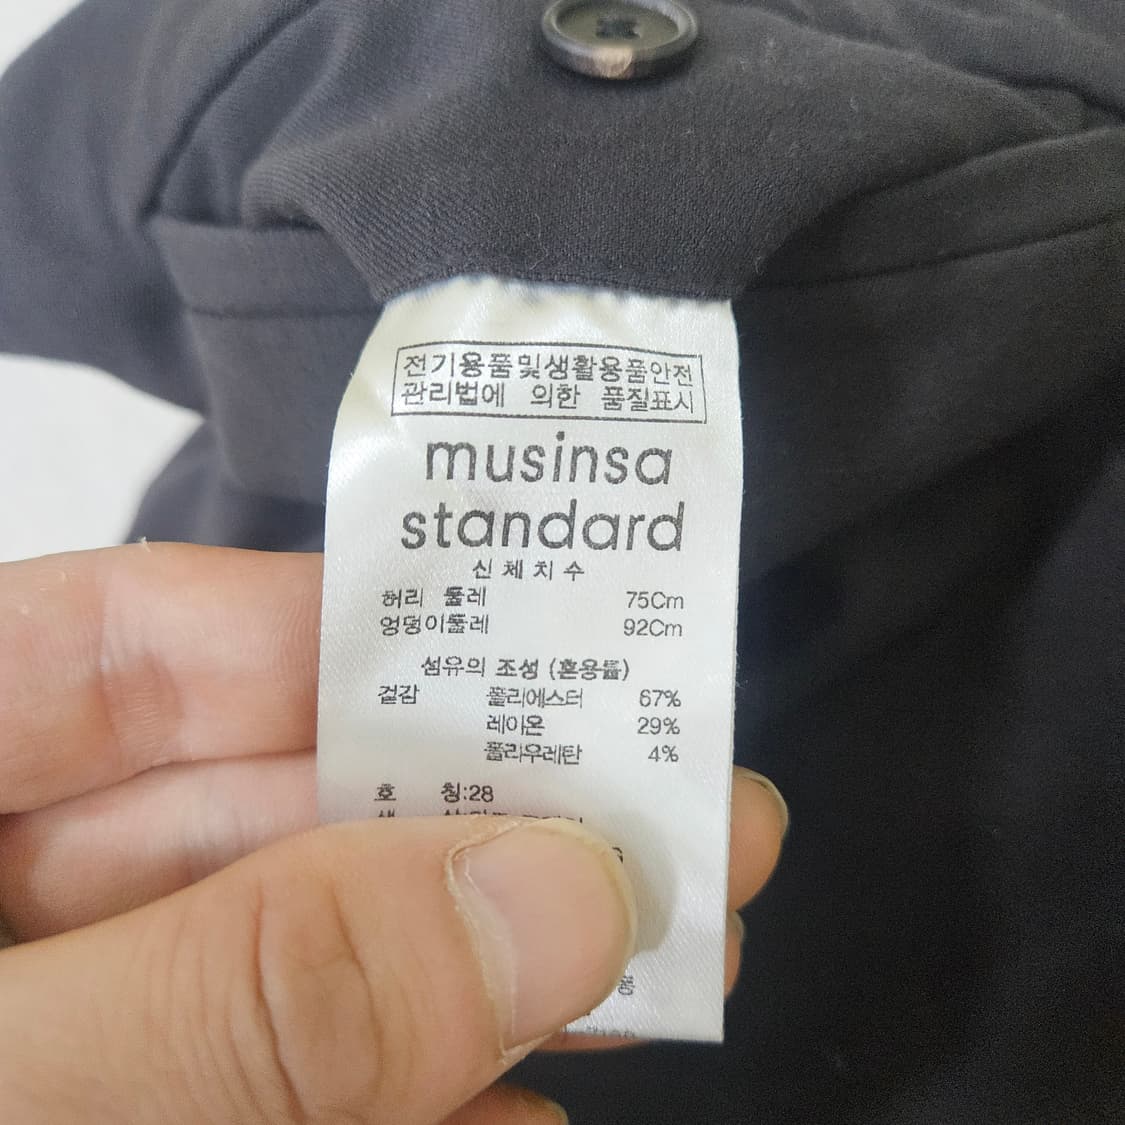 전기용품및생활용품안전
관리법에 의한 품질표시
musinsa
standard
신체치수
허리 둘레 75Cm
엉덩이둘레 92Cm
섬유의 조성 (혼용률)
겉감 폴리에스터 67%
레이온 29%
폴리우레탄 4%
호 칭:28